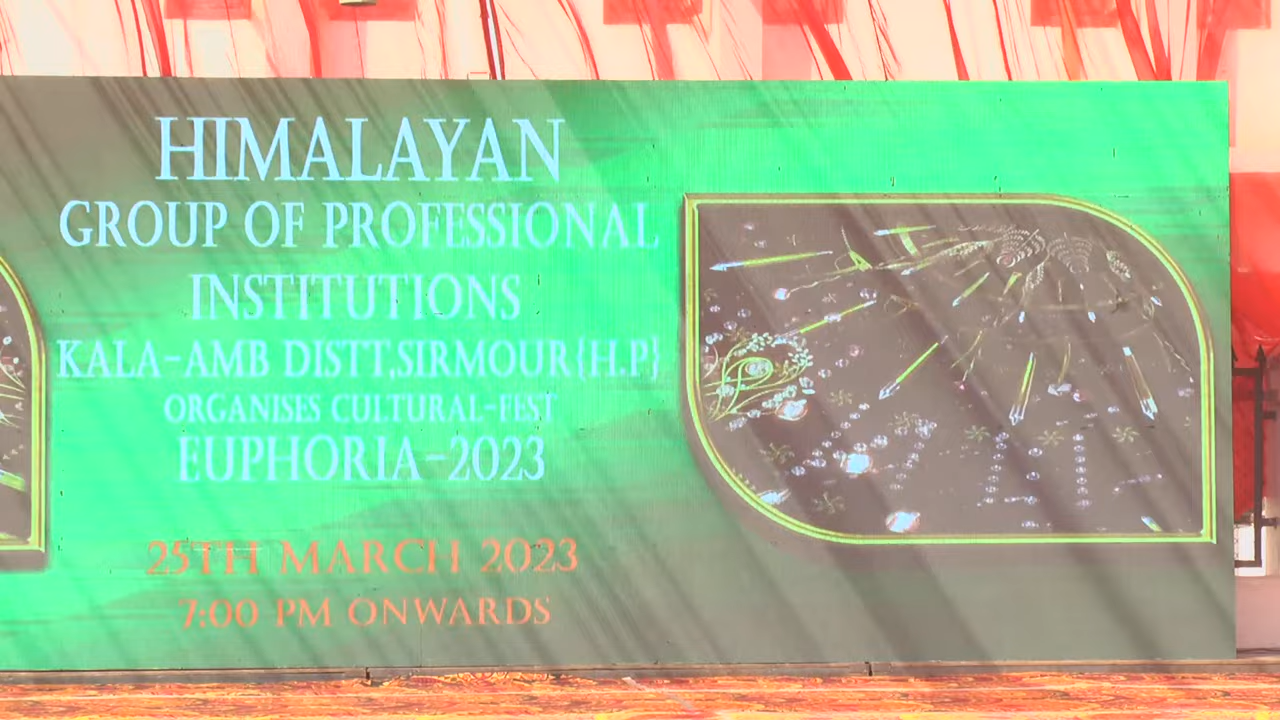 HIMALAYAN
GROUP OF PROFESSIONAL
INSTITUTIONS
KALA-AMB DISTT,SIRMOUR{H.P}
ORGANISES CULTURAL-FEST
EUPHORIA-2023
25TH MARCH 2023
7:00 PM ONWARDS